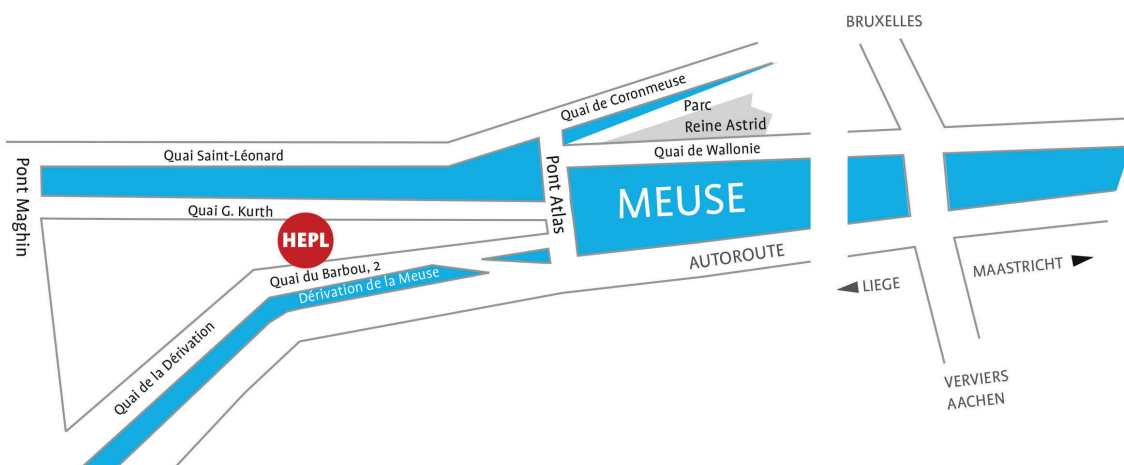 BRUXELLES
Quai de Coronmeuse
Parc
Reine Astrid
Quai Saint-Léonard
Quai de Wallonie
Pont Maghin
Pont Atlas
MEUSE
Quai G. Kurth
HEPL
AUTOROUTE
MAASTRICHT
Quai du Barbou, 2
LIEGE
Dérivation de la Meuse
Quai de la Dérivation
VERVIERS
AACHEN